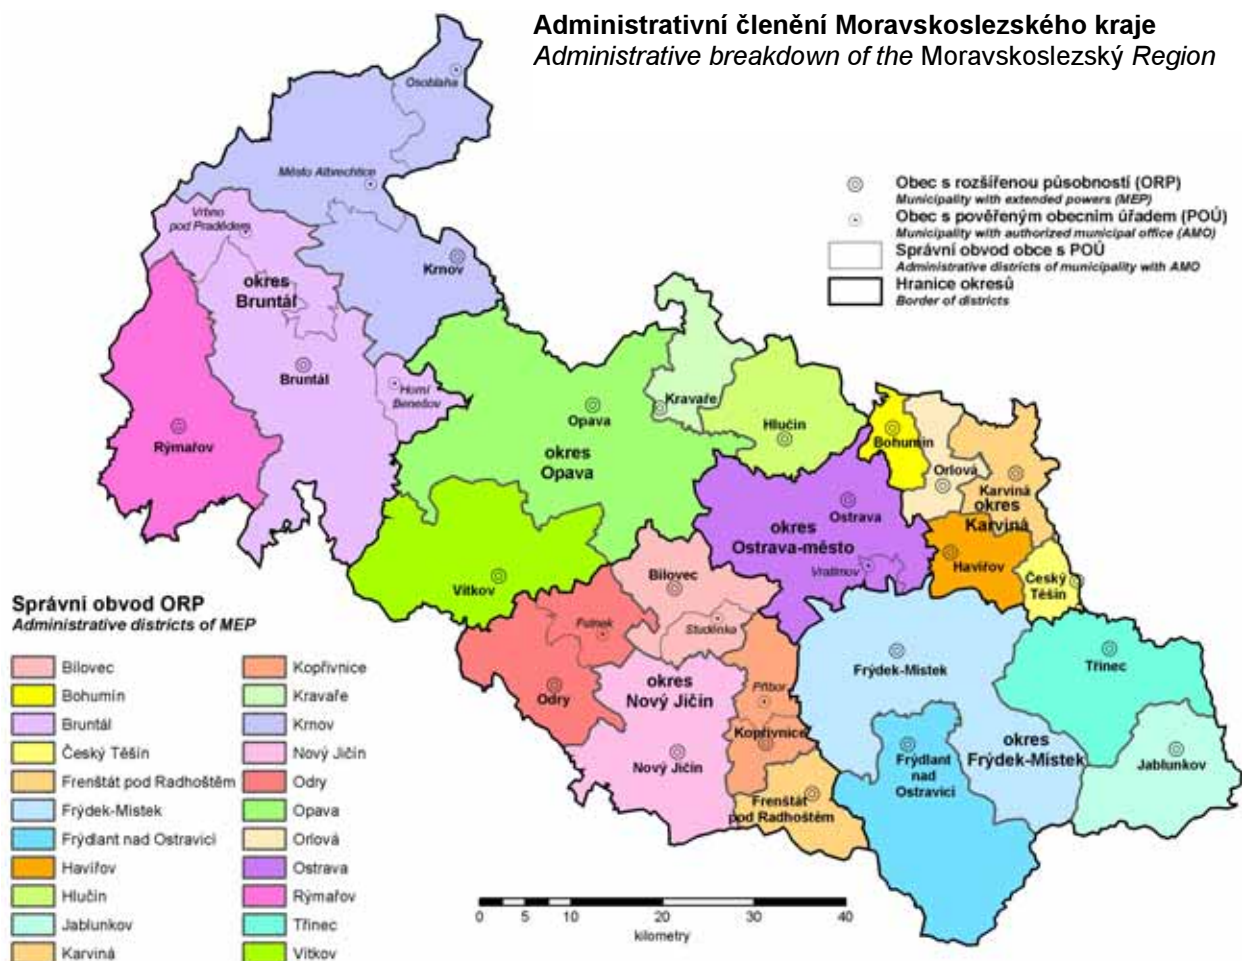 Administrativní členění Moravskoslezského kraje
Administrative breakdown of the Moravskoslezský Region
Obec s rozšířenou působností (ORP)
Municipality with extended powers (MEP)
Obec s pověřeným obecním úřadem (POÚ)
Municipality with authorized municipal office (AMO)
Správní obvod obce s POÚ
Administrative districts of municipality with AMO
Hranice okresů
Border of districts
Osoblaha
Město Albrechtice
Vrbno
pod Pradědem
Krnov
okres
Bruntál
Bruntál
Horní
Benešov
Rýmařov
Kravaře
Opava
Hlučín
okres
Opava
Bohumín
Orlová
Karviná
okres
Karviná
Ostrava
okres
Ostrava-město
Vratimov
Havířov
Český
Těšín
Vítkov
Bílovec
Studénka
Fulnek
Odry
okres
Nový Jičín
Nový Jičín
Příbor
Kopřivnice
Frenštát
pod Radhoštěm
Frýdek-Místek
Třinec
okres
Frýdek-Místek
Frýdlant
nad
Ostravicí
Jablunkov
Správní obvod ORP
Administrative districts of MEP
Bílovec
Bohumín
Bruntál
Český Těšín
Frenštát pod Radhoštěm
Frýdek-Místek
Frýdlant nad Ostravicí
Havířov
Hlučín
Jablunkov
Karviná
Kopřivnice
Kravaře
Krnov
Nový Jičín
Odry
Opava
Orlová
Ostrava
Rýmařov
Třinec
Vítkov
0 5 10 20 30 40
kilometry